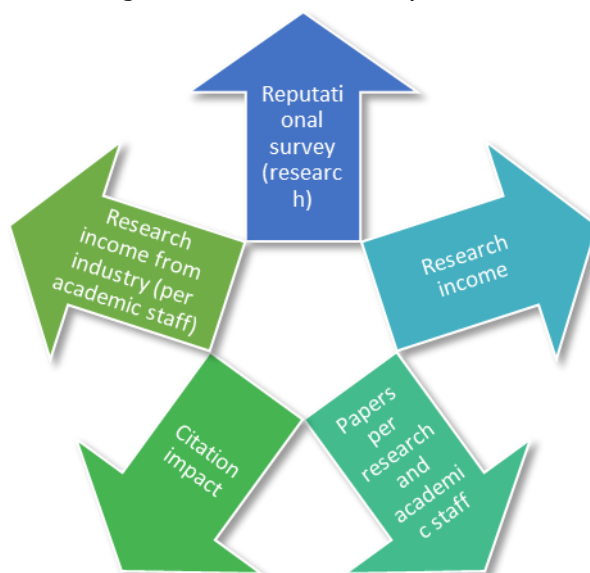 Reputati
onal
survey
(researc
h)
Research
income
Papers
per
research
and
academi
c staff
Citation
impact
Research
income from
industry (per
academic staff)